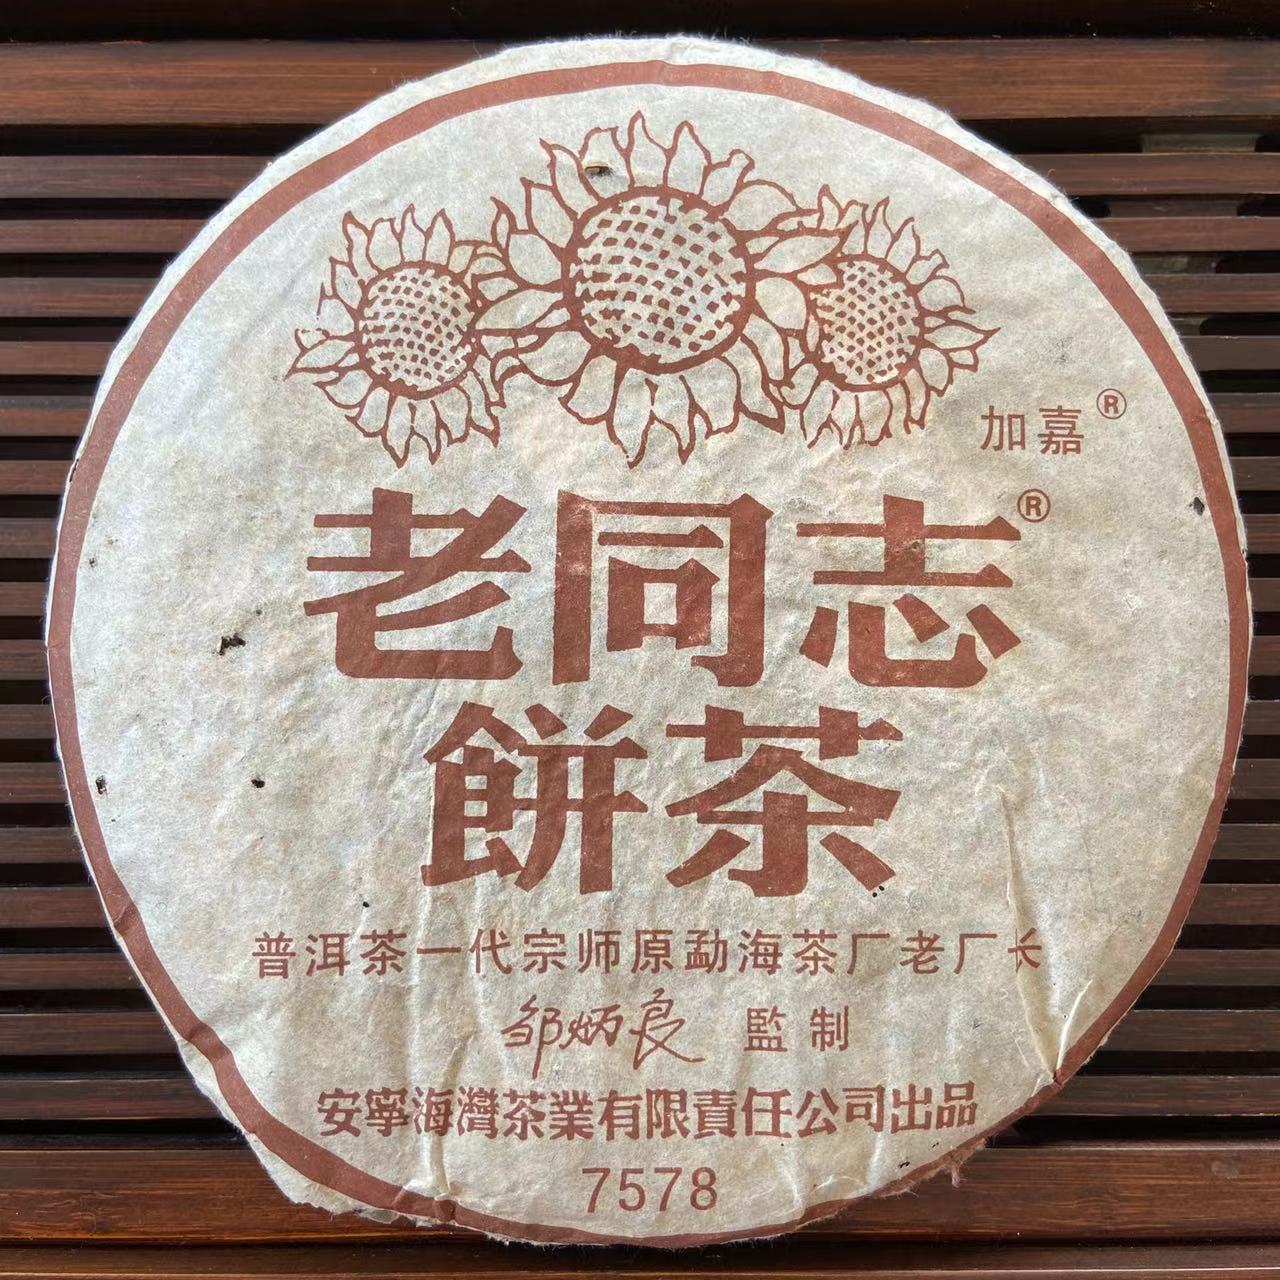 加嘉®
老同志®
餅茶
普洱茶一代宗师原勐海茶厂老厂长
邹炳良 監制
安寧海灣茶業有限責任公司出品
7578